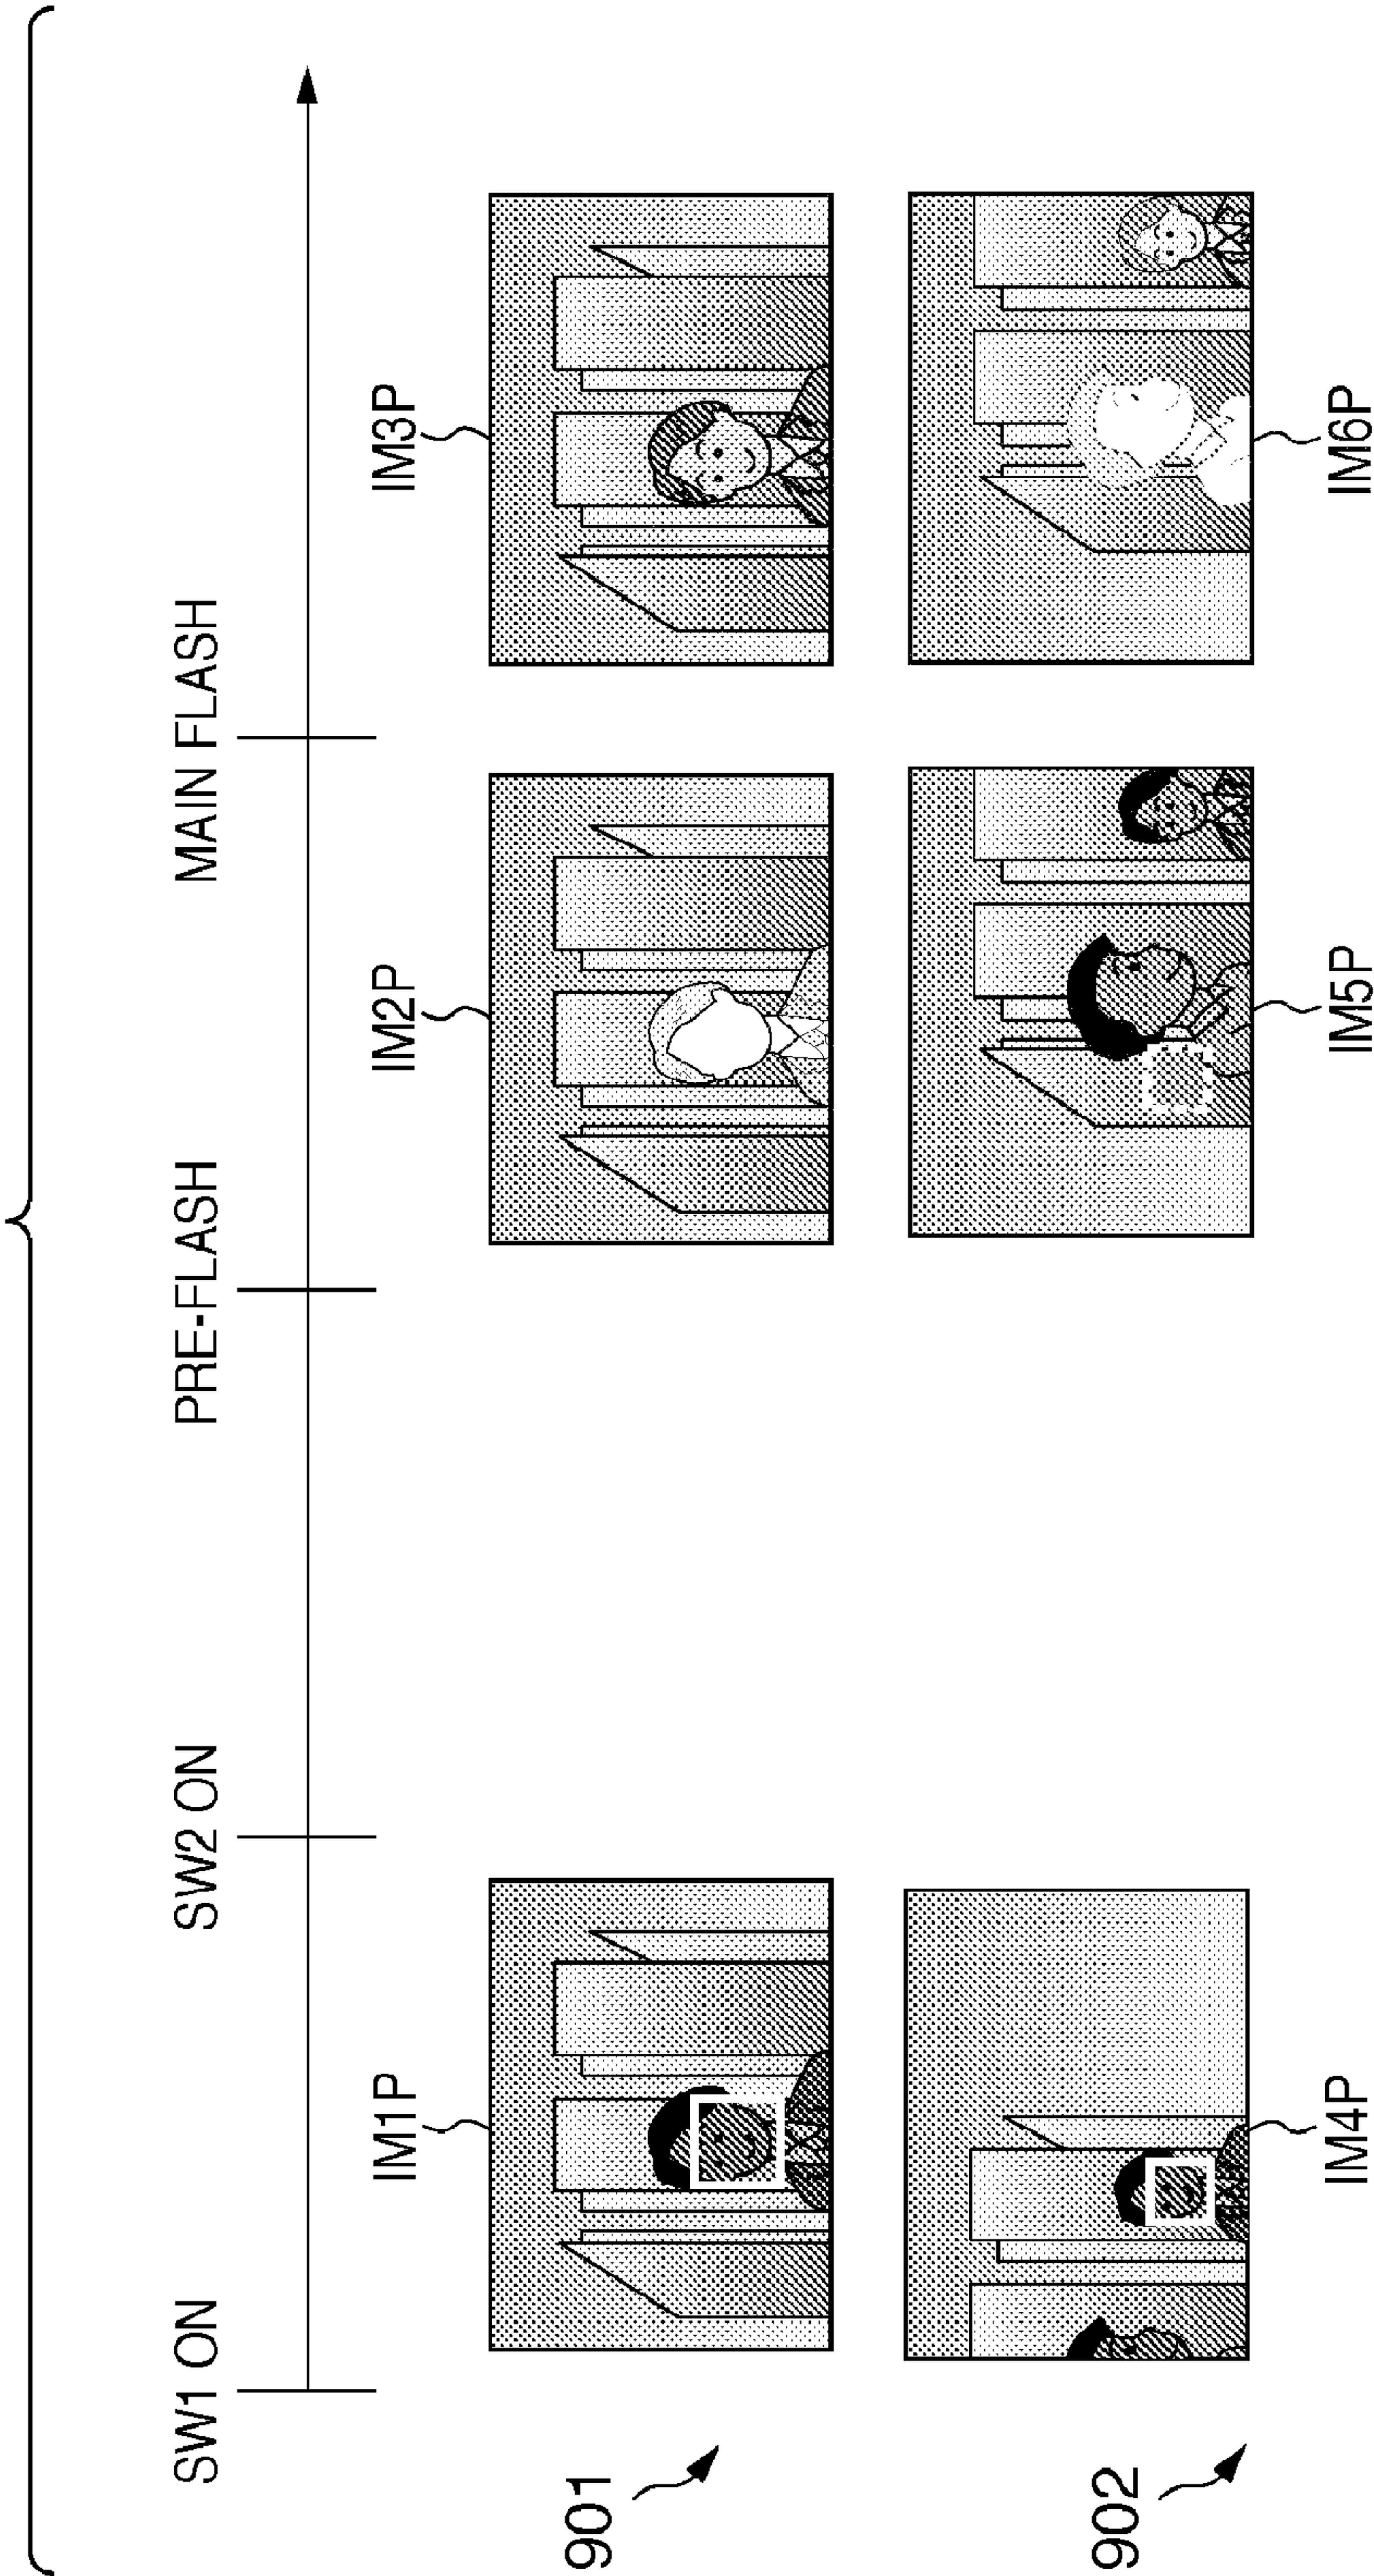 SW1 ON
SW2 ON
PRE-FLASH
MAIN FLASH
901
IM1P
IM2P
IM3P
902
IM4P
IM5P
IM6P